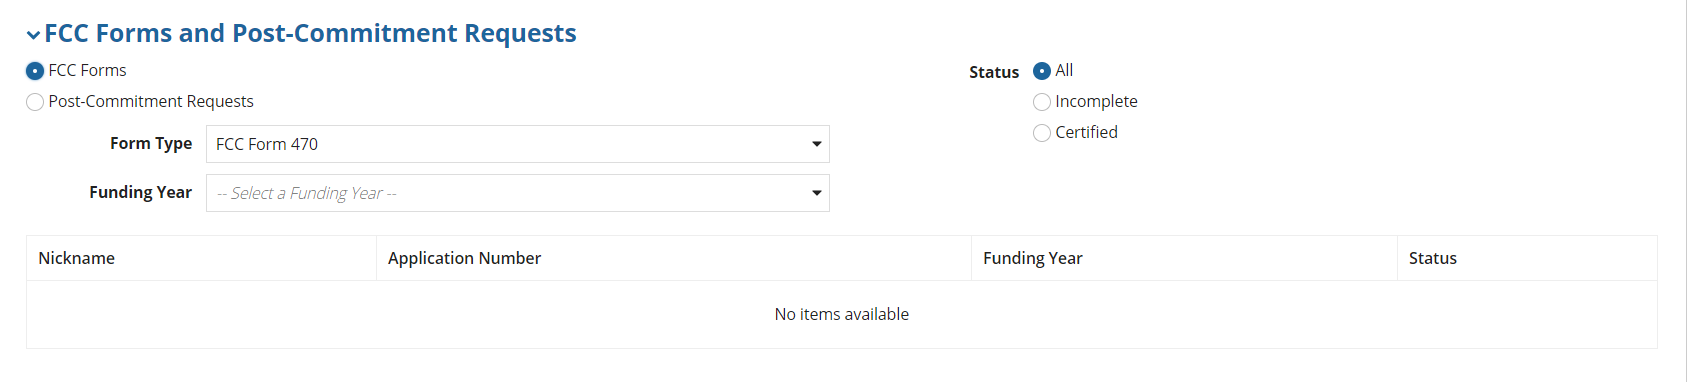 FCC Forms and Post-Commitment Requests
FCC Forms
Post-Commitment Requests
Status
All
Incomplete
Certified
Form Type
FCC Form 470
Funding Year
-- Select a Funding Year --
Nickname
Application Number
Funding Year
Status
No items available